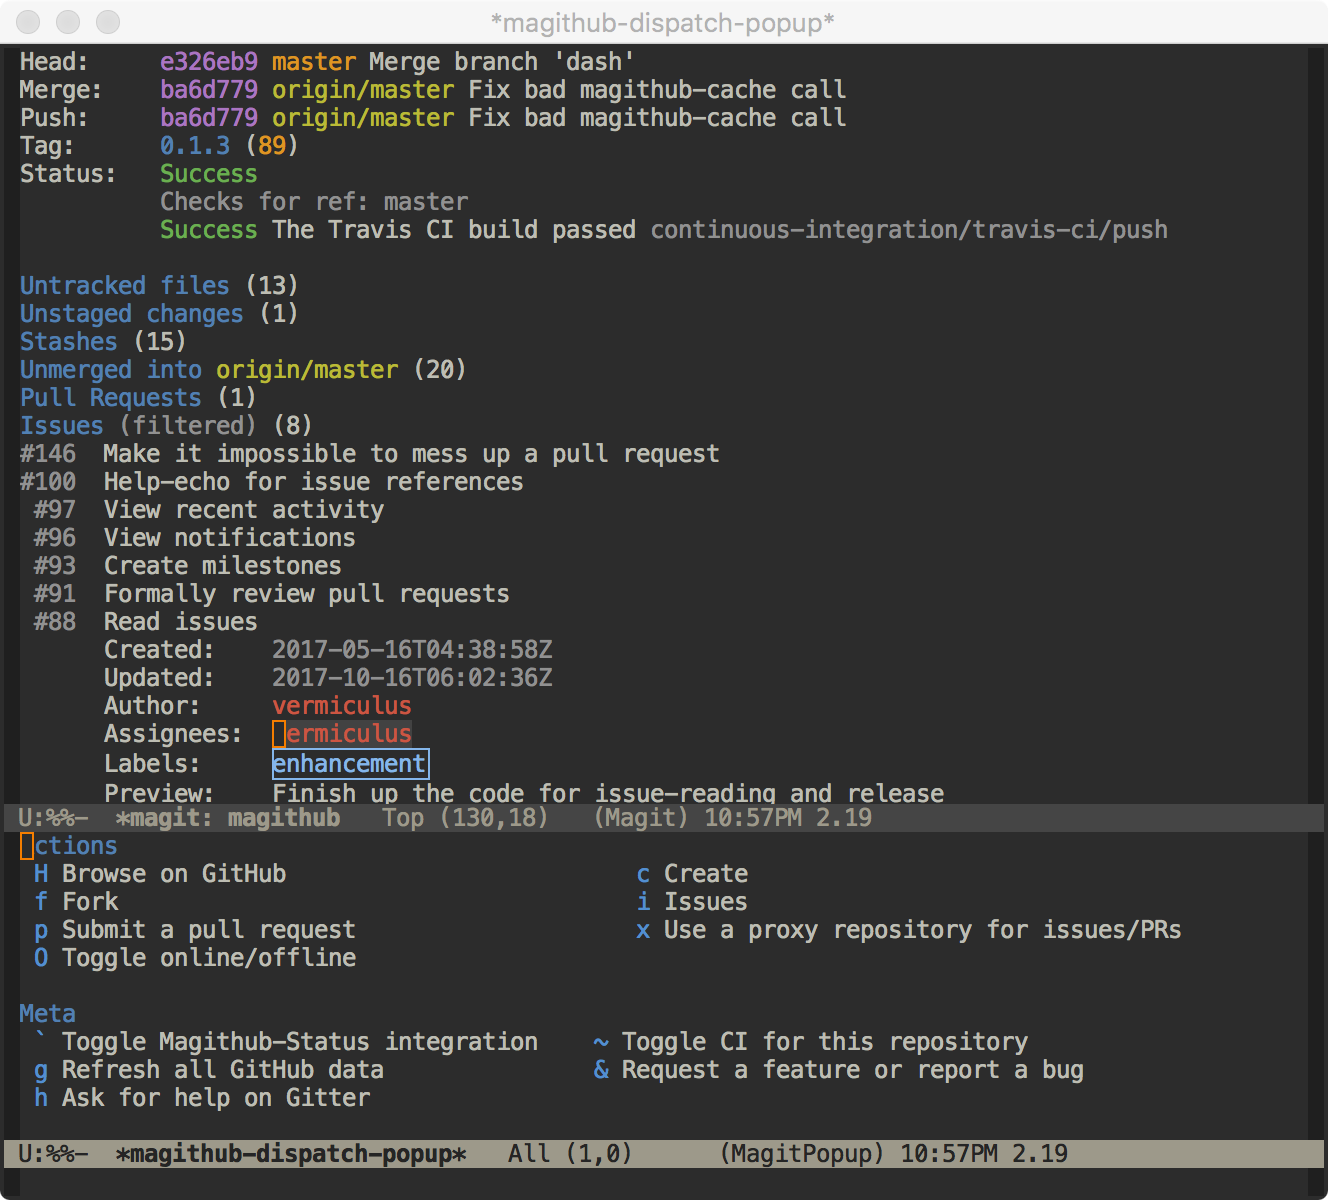 *magithub-dispatch-popup*
Head: e326eb9 master Merge branch 'dash'
Merge: ba6d779 origin/master Fix bad magithub-cache call
Push: ba6d779 origin/master Fix bad magithub-cache call
Tag: 0.1.3 (89)
Status: Success
Checks for ref: master
Success The Travis CI build passed continuous-integration/travis-ci/push
Untracked files (13)
Unstaged changes (1)
Stashes (15)
Unmerged into origin/master (20)
Pull Requests (1)
Issues (filtered) (8)
#146 Make it impossible to mess up a pull request
#100 Help-echo for issue references
#97 View recent activity
#96 View notifications
#93 Create milestones
#91 Formally review pull requests
#88 Read issues
Created: 2017-05-16T04:38:58Z
Updated: 2017-10-16T06:02:36Z
Author: vermiculus
Assignees: ermiculus
Labels: enhancement
Preview: Finish up the code for issue-reading and release
U:%%- *magit: magithub Top (130,18) (Magit) 10:57PM 2.19
ctions
H Browse on GitHub c Create
f Fork i Issues
p Submit a pull request x Use a proxy repository for issues/PRs
O Toggle online/offline
Meta
` Toggle Magithub-Status integration ~ Toggle CI for this repository
g Refresh all GitHub data & Request a feature or report a bug
h Ask for help on Gitter
U:%%- *magithub-dispatch-popup* All (1,0) (MagitPopup) 10:57PM 2.19